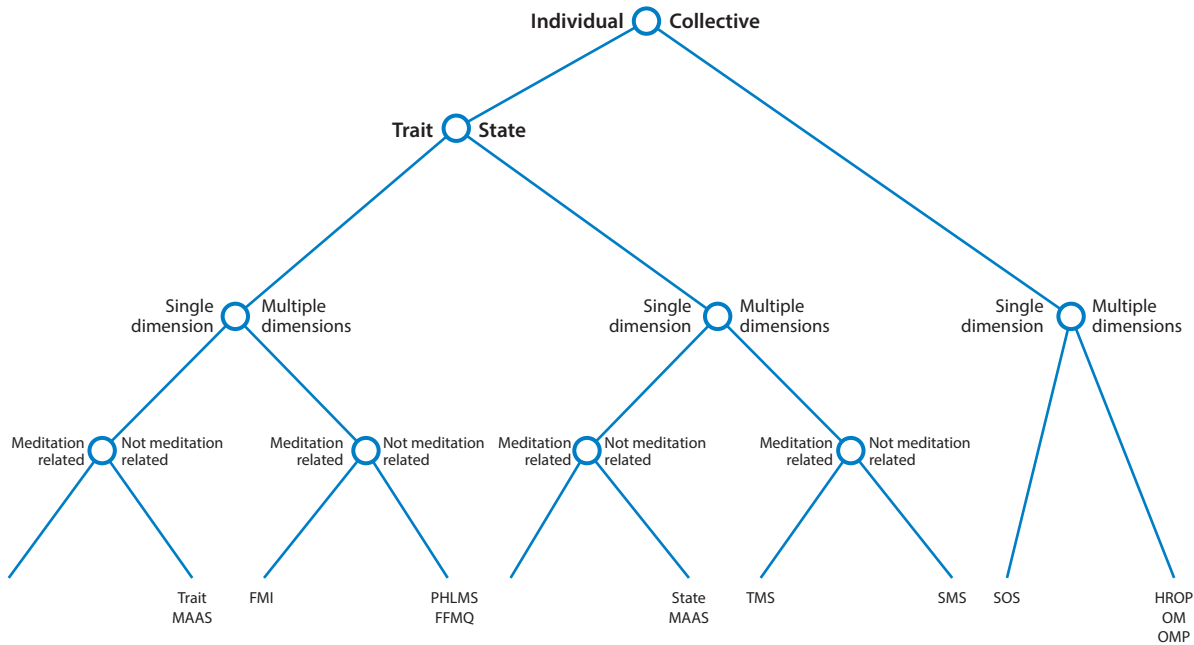 Individual Collective
Trait State
Single dimension
Multiple dimensions
Single dimension
Multiple dimensions
Single dimension
Multiple dimensions
Meditation related
Not meditation related
Meditation related
Not meditation related
Meditation related
Not meditation related
Meditation related
Not meditation related
Trait
MAAS
FMI
PHLMS
FFMQ
State
MAAS
TMS
SMS
SOS
HROP
OM
OMP